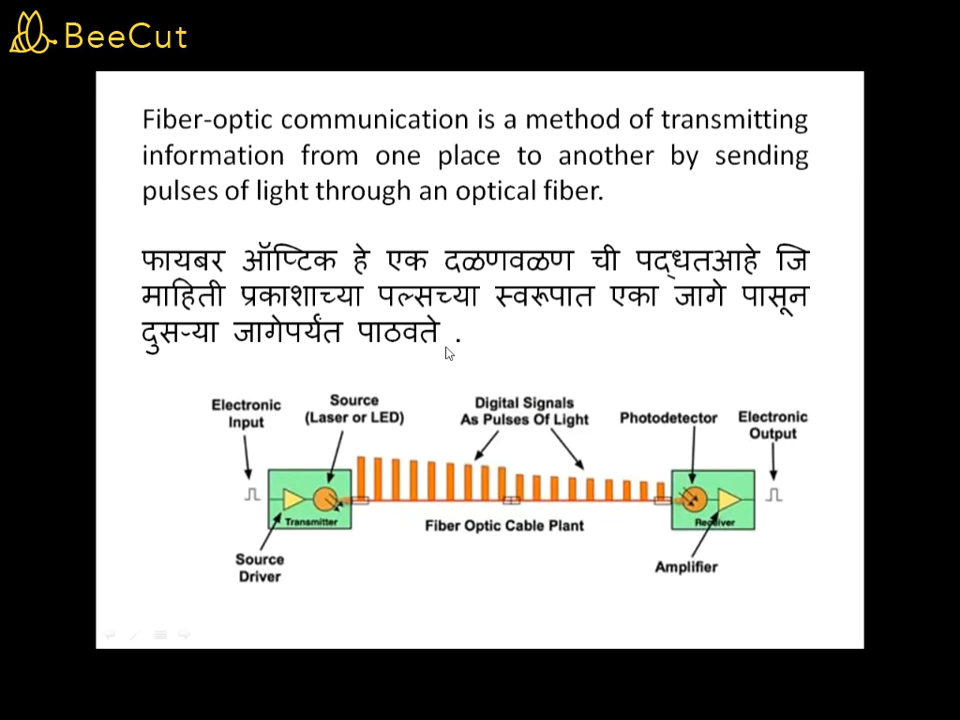 BeeCut
Fiber-optic communication is a method of transmitting
information from one place to another by sending
pulses of light through an optical fiber.
फायबर ऑप्टिक हे एक दळणवळण ची पद्धतआहे जि
माहिती प्रकाशाच्या पल्सच्या स्वरूपात एका जागे पासून
दुसऱ्या जागेपर्यंत पाठवते .
Electronic
Input
Source
(Laser or LED)
Digital Signals
As Pulses Of Light
Photodetector
Electronic
Output
Transmitter
Receiver
Fiber Optic Cable Plant
Source
Driver
Amplifier